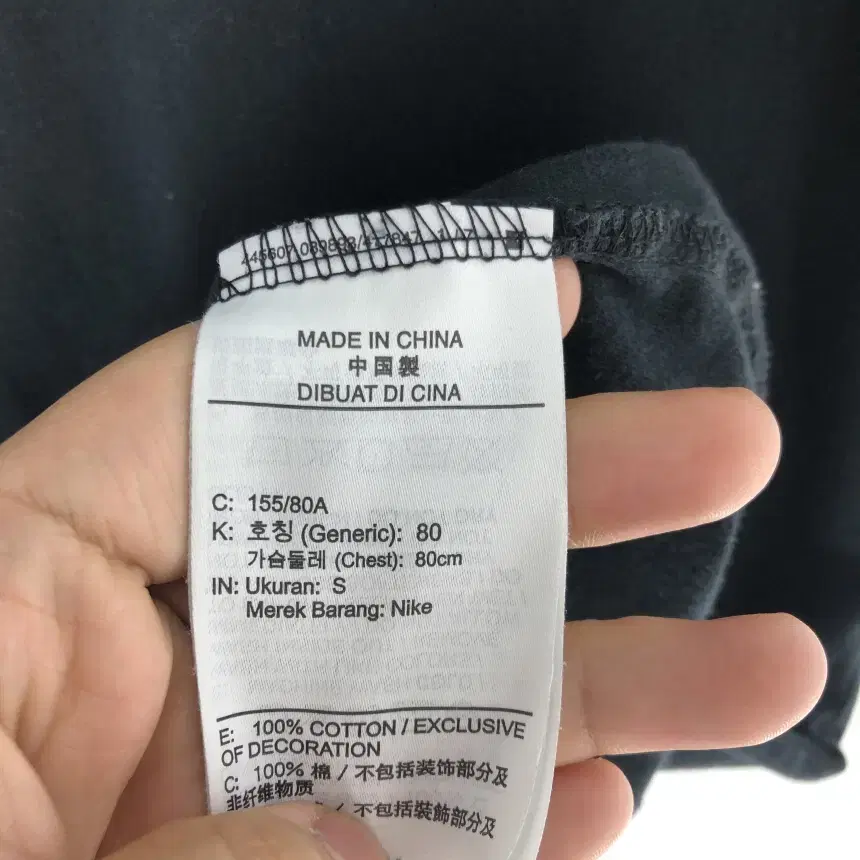 MADE IN CHINA
中国製
DIBUAT DI CINA
C: 155/80A
K: 호칭 (Generic): 80
가슴둘레 (Chest): 80cm
IN: Ukuran: S
Merek Barang: Nike
E: 100% COTTON / EXCLUSIVE
OF DECORATION
C: 100% 棉 / 不包括装饰部分及
非纤维物质
不包括裝飾部分及